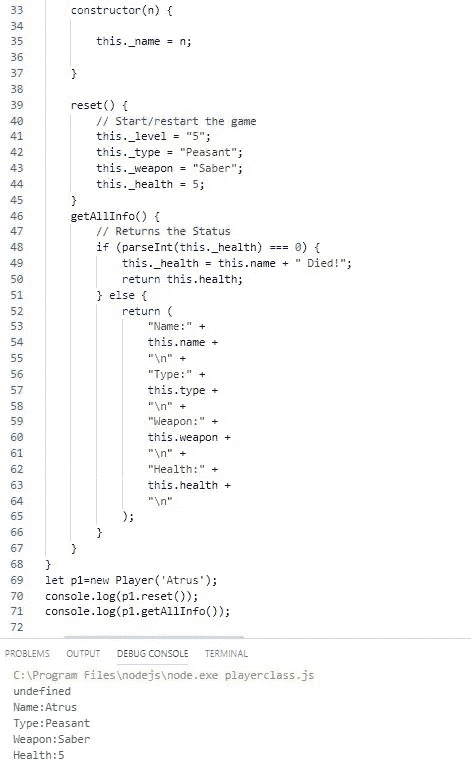 33 constructor(n) {
34
35 this._name = n;
36
37 }
38
39 reset() {
40 // Start/restart the game
41 this._level = "5";
42 this._type = "Peasant";
43 this._weapon = "Saber";
44 this._health = 5;
45 }
46 getAllInfo() {
47 // Returns the Status
48 if (parseInt(this._health) === 0) {
49 this._health = this.name + " Died!";
50 return this.health;
51 } else {
52 return (
53 "Name:" +
54 this.name +
55 "\n" +
56 "Type:" +
57 this.type +
58 "\n" +
59 "Weapon:" +
60 this.weapon +
61 "\n" +
62 "Health:" +
63 this.health +
64 "\n"
65 );
66 }
67 }
68 }
69 let p1=new Player('Atrus');
70 console.log(p1.reset());
71 console.log(p1.getAllInfo());
72
PROBLEMS OUTPUT DEBUG CONSOLE TERMINAL
C:\Program Files\nodejs\node.exe playerclass.js
undefined
Name:Atrus
Type:Peasant
Weapon:Saber
Health:5